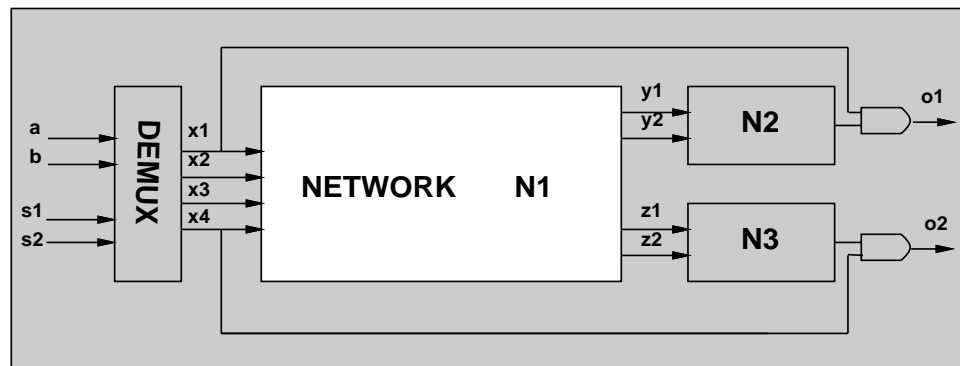 a
b
s1
s2
DEMUX
x1
x2
x3
x4
NETWORK N1
y1
y2
z1
z2
N2
N3
o1
o2